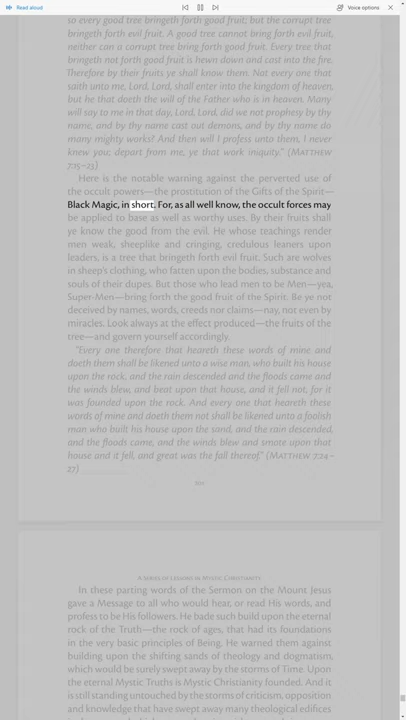 Read aloud
Voice options
so every good tree bringeth forth good fruit; but the corrupt tree
bringeth forth evil fruit. A good tree cannot bring forth evil fruit,
neither can a corrupt tree bring forth good fruit. Every tree that
bringeth not forth good fruit is hewn down and cast into the fire.
Therefore by their fruits ye shall know them. Not every one that
saith unto me, Lord, Lord, shall enter into the kingdom of heaven;
but he that doeth the will of the Father who is in heaven. Many
will say to me in that day, Lord, Lord, did we not prophesy by thy
name, and by thy name cast out demons, and by thy name do
many mighty works? And then will I profess unto them, I never
knew you; depart from me, ye that work iniquity." (MATTHEW
7:15–23)
Here is the notable warning against the perverted use of
the occult powers—the prostitution of the Gifts of the Spirit—
Black Magic, in short. For, as all well know, the occult forces may
be applied to base as well as worthy uses. By their fruits shall
ye know the good from the evil. He whose teachings render
men weak, sheeplike and cringing, credulous leaners upon
leaders, is a tree that bringeth forth evil fruit. Such are wolves
in sheep's clothing, who fatten upon the bodies, substance and
souls of their dupes. But those who lead men to be Men—yea,
Super-Men—bring forth the good fruit of the Spirit. Be ye not
deceived by names, words, creeds nor claims—nay, not even by
miracles. Look always at the effect produced—the fruits of the
tree—and govern yourself accordingly.
"Every one therefore that heareth these words of mine and
doeth them shall be likened unto a wise man, who built his house
upon the rock, and the rain descended and the floods came and
the winds blew, and beat upon that house, and it fell not; for it
was founded upon the rock. And every one that heareth these
words of mine and doeth them not shall be likened unto a foolish
man who built his house upon the sand, and the rain descended,
and the floods came, and the winds blew and smote upon that
house and it fell, and great was the fall thereof." (MATTHEW 7:24–
27)
A SERIES OF LESSONS IN MYSTIC CHRISTIANITY
In these parting words of the Sermon on the Mount Jesus
gave a Message to all who would hear, or read His words, and
profess to be His followers. He bade such build upon the eternal
rock of the Truth—the rock of ages, that had its foundations
in the very basic principles of Being. He warned them against
building upon the shifting sands of theology and dogmatism,
which would be surely swept away by the storms of Time. Upon
the eternal Mystic Truths is Mystic Christianity founded. And it
is still standing untouched by the storms of criticism, opposition
and knowledge that have swept away many theological edifices